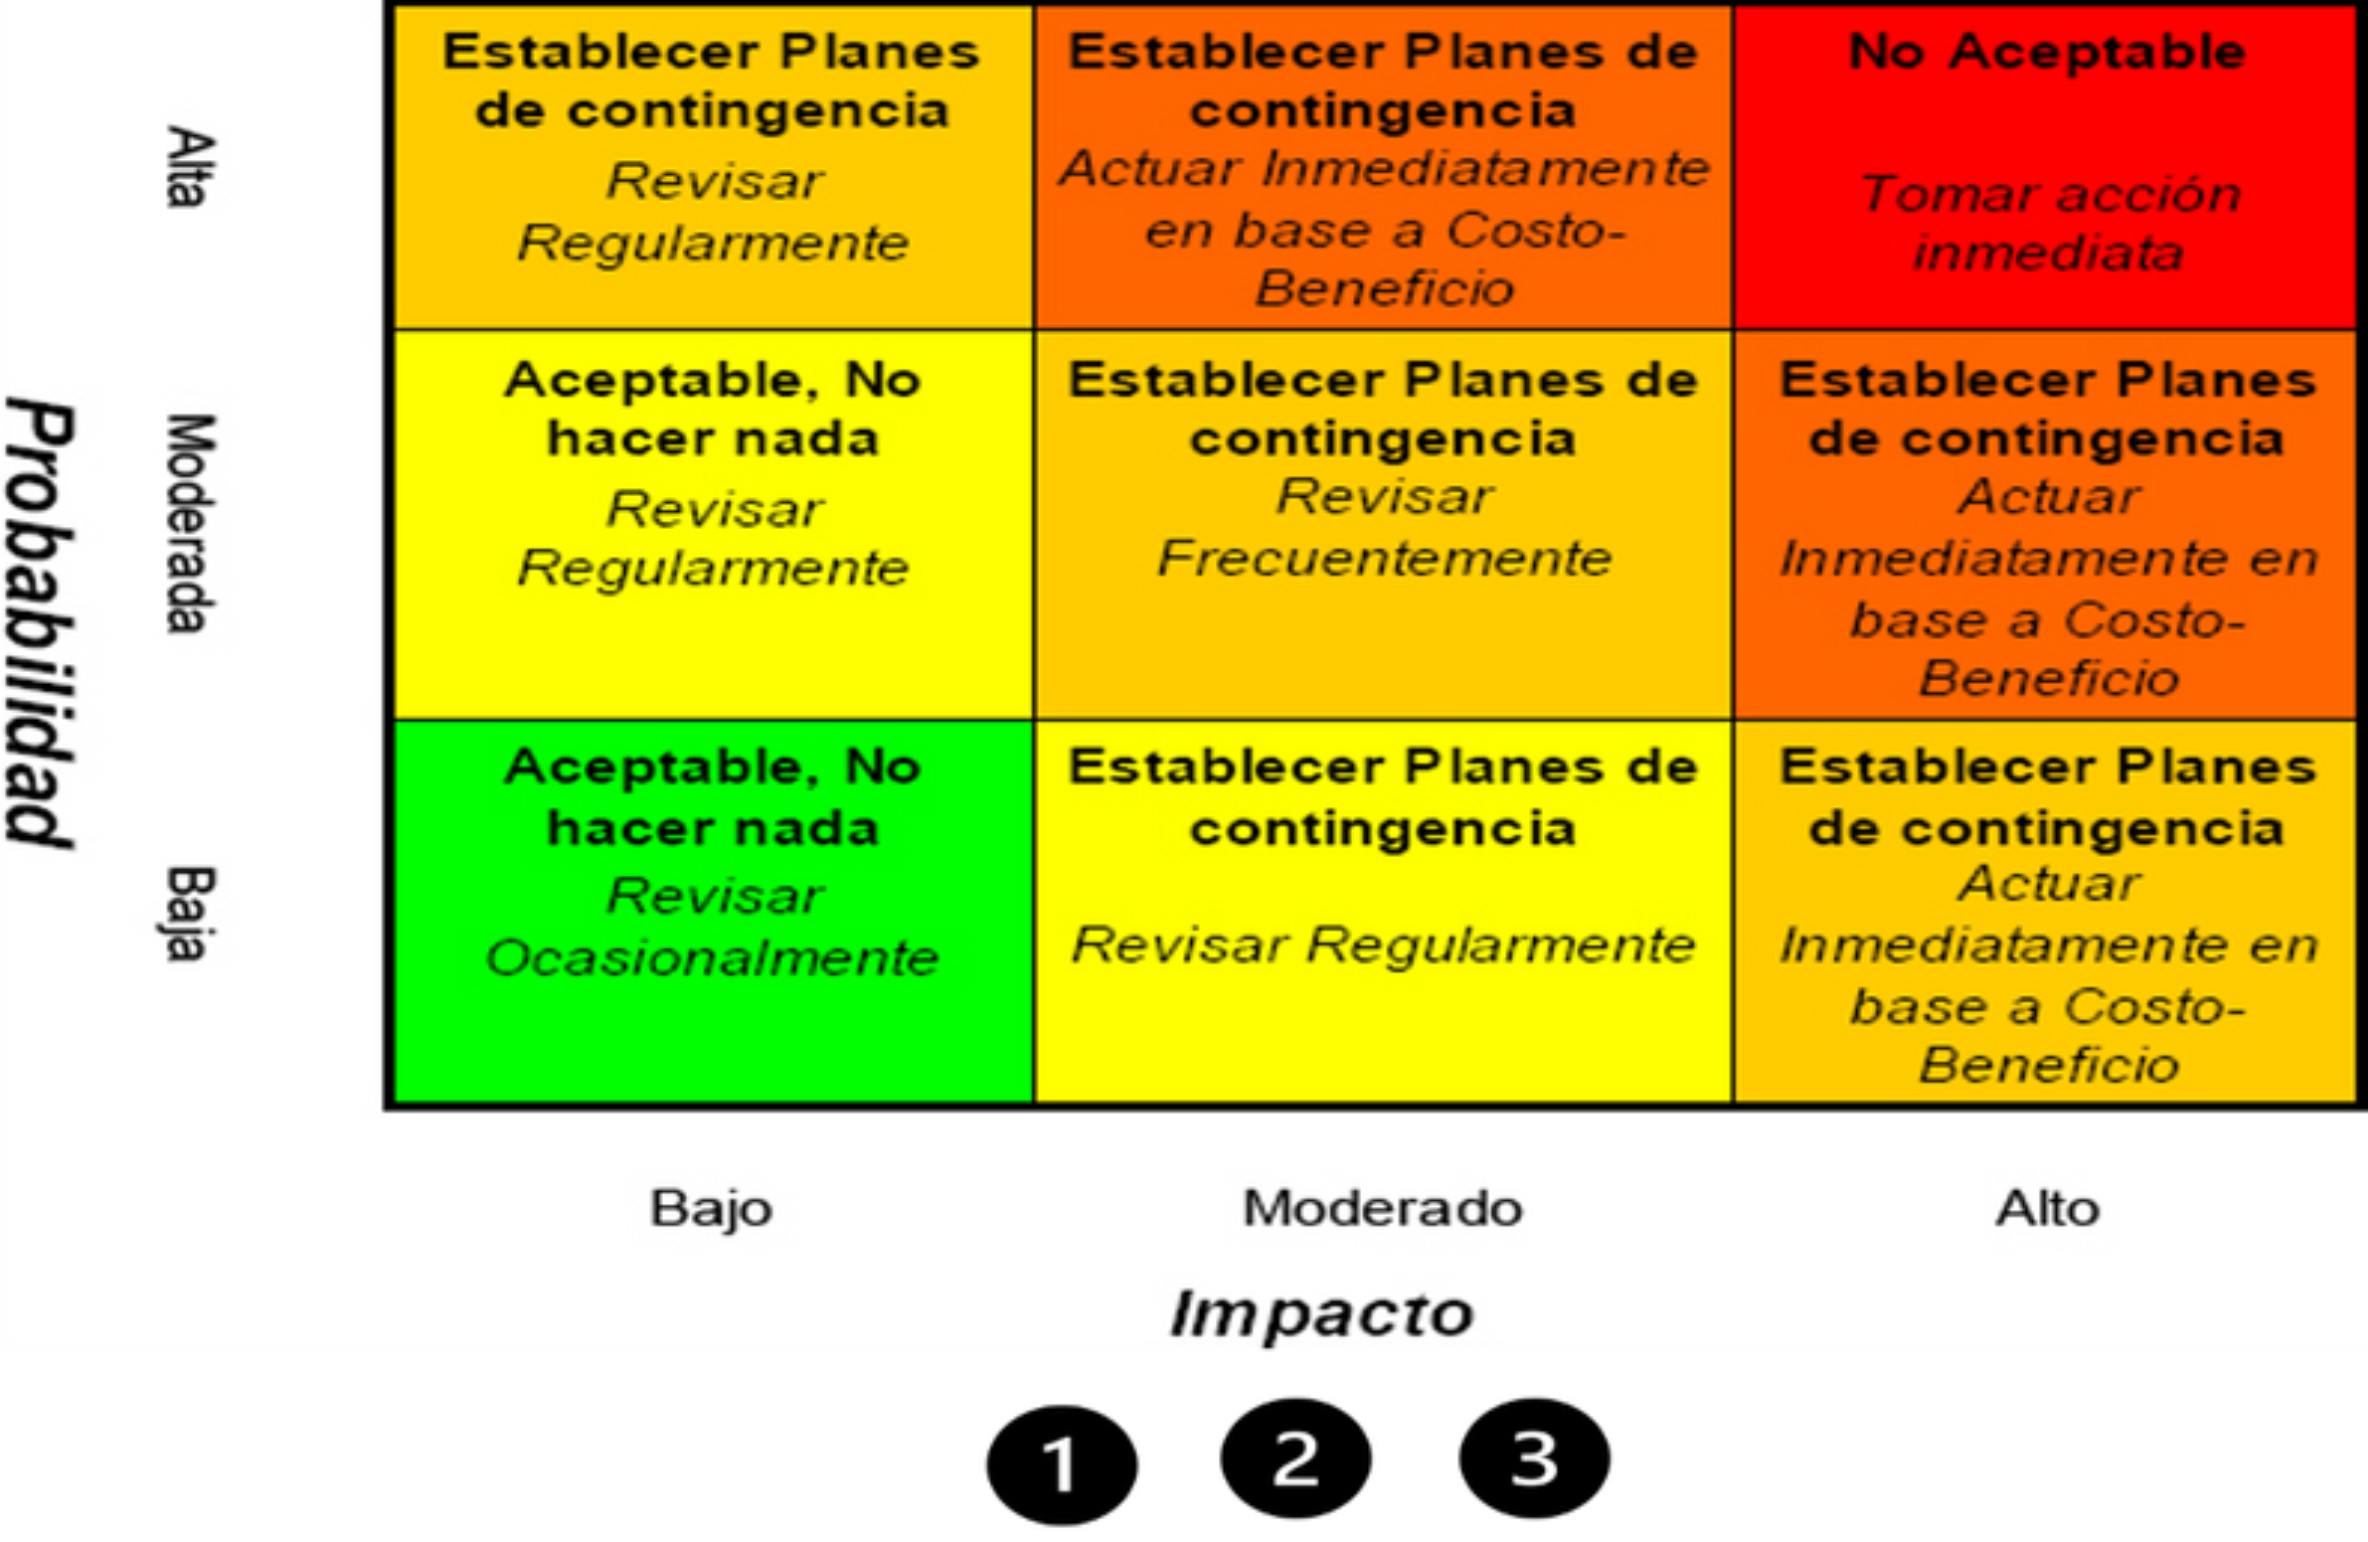 Probabilidad
Alta
Establecer Planes
de contingencia
Revisar
Regularmente
Establecer Planes de
contingencia
Actuar Inmediatamente
en base a Costo-
Beneficio
No Aceptable
Tomar acción
inmediata
Moderada
Aceptable, No
hacer nada
Revisar
Regularmente
Establecer Planes de
contingencia
Revisar
Frecuentemente
Establecer Planes
de contingencia
Actuar
Inmediatamente en
base a Costo-
Beneficio
Baja
Aceptable, No
hacer nada
Revisar
Ocasionalmente
Establecer Planes de
contingencia
Revisar Regularmente
Establecer Planes
de contingencia
Actuar
Inmediatamente en
base a Costo-
Beneficio
Bajo
Moderado
Alto
Impacto
1 2 3